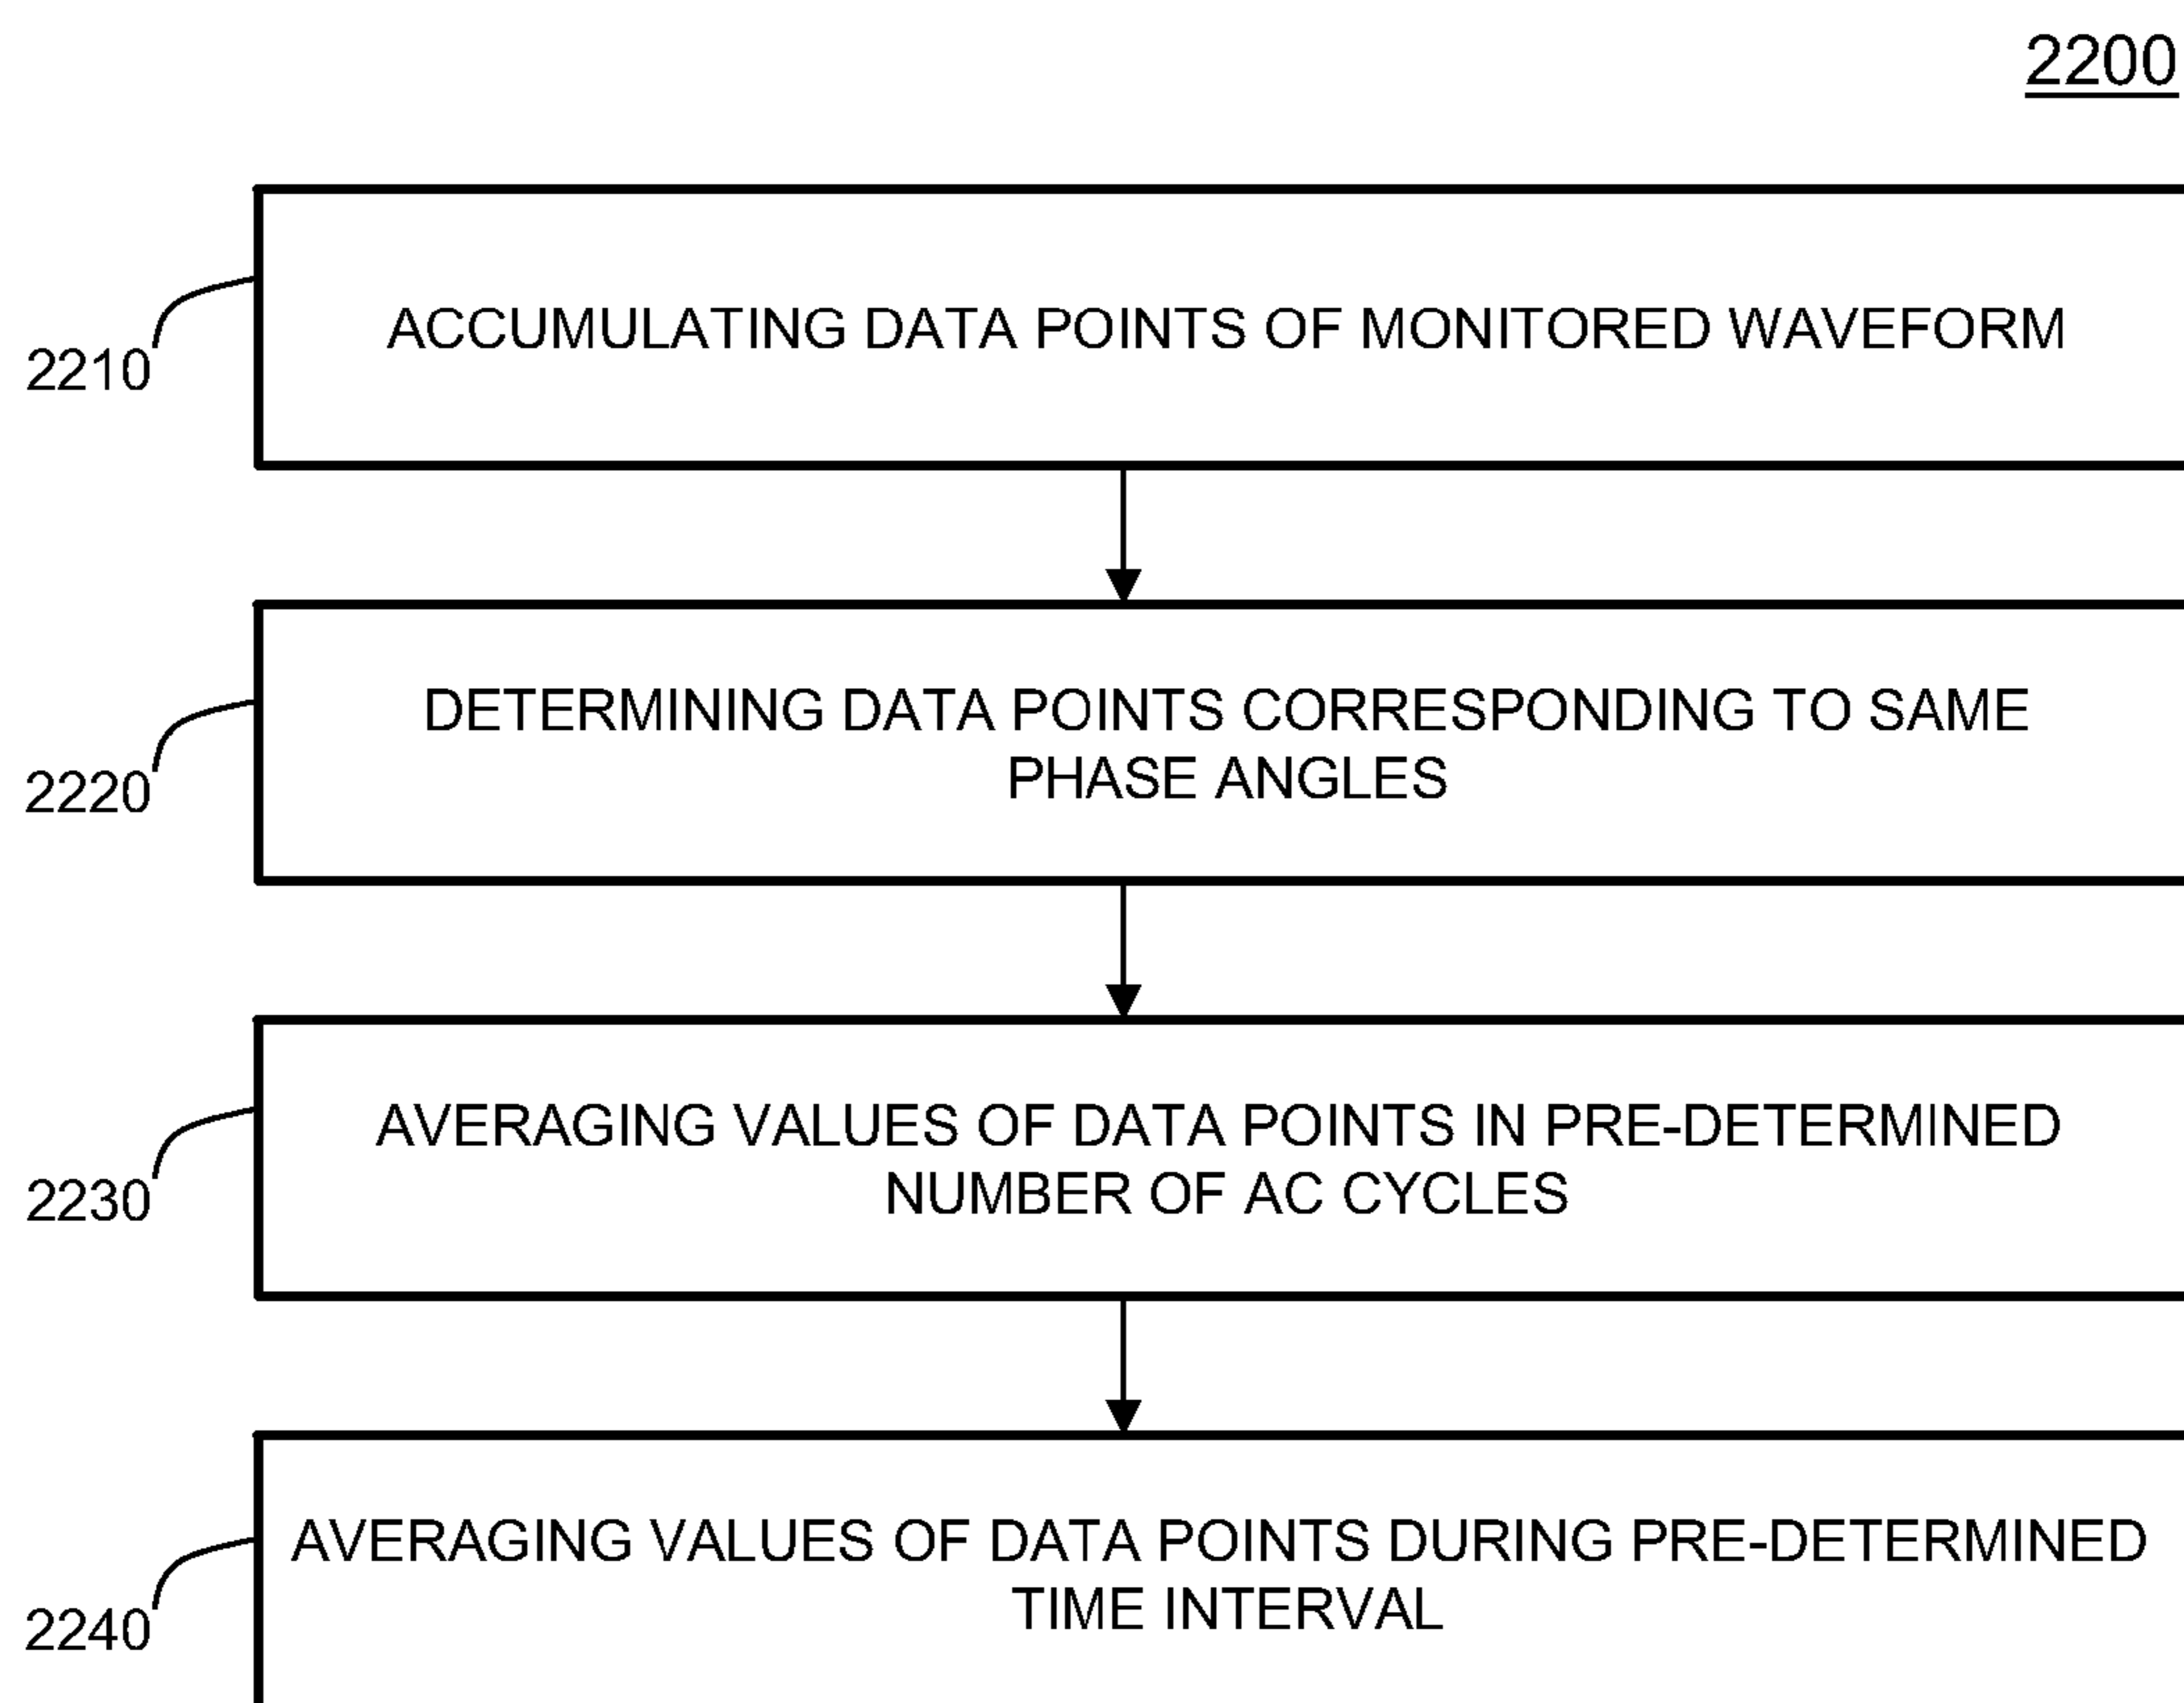 2200
ACCUMULATING DATA POINTS OF MONITORED WAVEFORM
2210
DETERMINING DATA POINTS CORRESPONDING TO SAME
PHASE ANGLES
2220
AVERAGING VALUES OF DATA POINTS IN PRE-DETERMINED
NUMBER OF AC CYCLES
2230
AVERAGING VALUES OF DATA POINTS DURING PRE-DETERMINED
TIME INTERVAL
2240